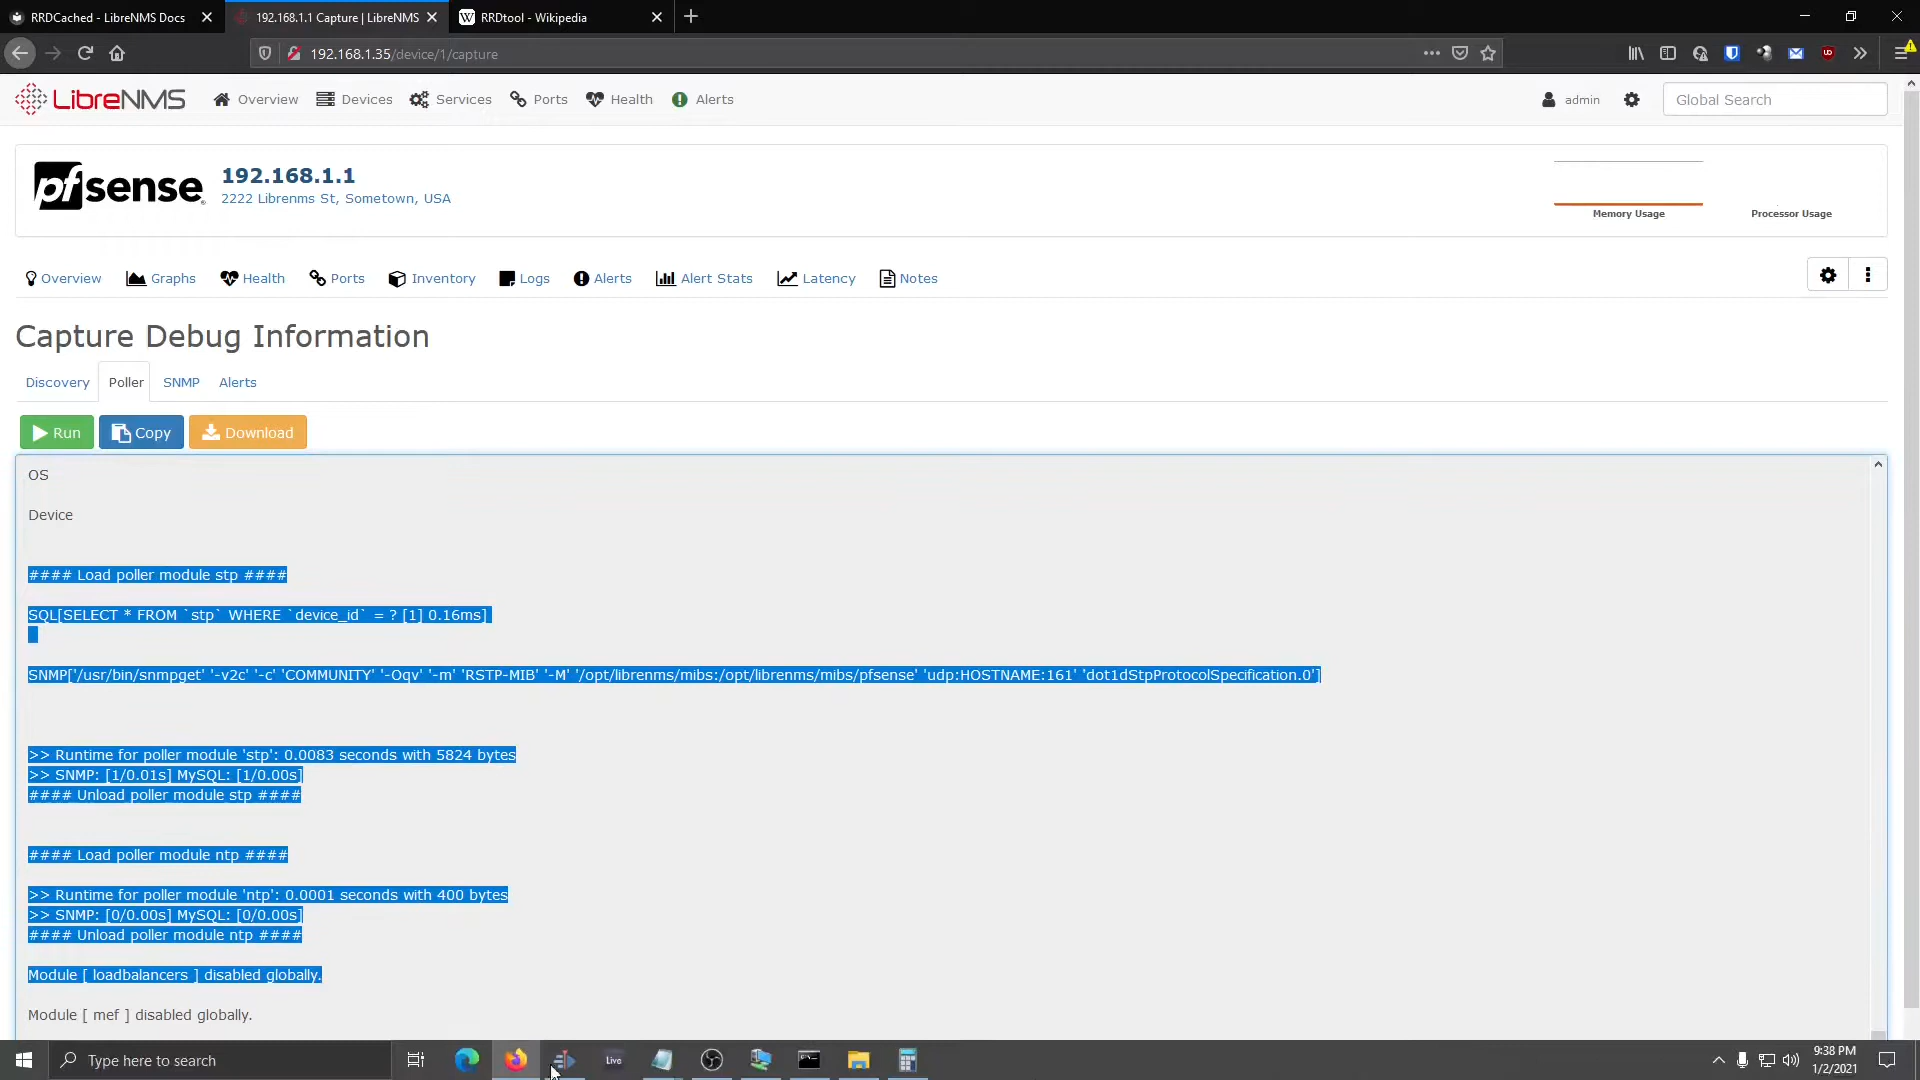 RRDCached - LibreNMS Docs
192.168.1.1 Capture | LibreNMS
W RRDtool - Wikipedia
192.168.1.35/device/1/capture
LibreNMS Overview Devices Services Ports Health Alerts admin Global Search
pfsense
192.168.1.1
2222 Librenms St, Sometown, USA
Memory Usage Processor Usage
Overview Graphs Health Ports Inventory Logs Alerts Alert Stats Latency Notes
Capture Debug Information
Discovery Poller SNMP Alerts
Run Copy Download
OS
Device
#### Load poller module stp ####
SQL[SELECT * FROM `stp` WHERE `device_id` = ? [1] 0.16ms]
SNMP['/usr/bin/snmpget' '-v2c' '-c' 'COMMUNITY' '-Oqv' '-m' 'RSTP-MIB' '-M' '/opt/librenms/mibs:/opt/librenms/mibs/pfsense' 'udp:HOSTNAME:161' 'dot1dStpProtocolSpecification.0']
>> Runtime for poller module 'stp': 0.0083 seconds with 5824 bytes
>> SNMP: [1/0.01s] MySQL: [1/0.00s]
#### Unload poller module stp ####
#### Load poller module ntp ####
>> Runtime for poller module 'ntp': 0.0001 seconds with 400 bytes
>> SNMP: [0/0.00s] MySQL: [0/0.00s]
#### Unload poller module ntp ####
Module [ loadbalancers ] disabled globally.
Module [ mef ] disabled globally.
Type here to search
Live
9:38 PM
1/2/2021